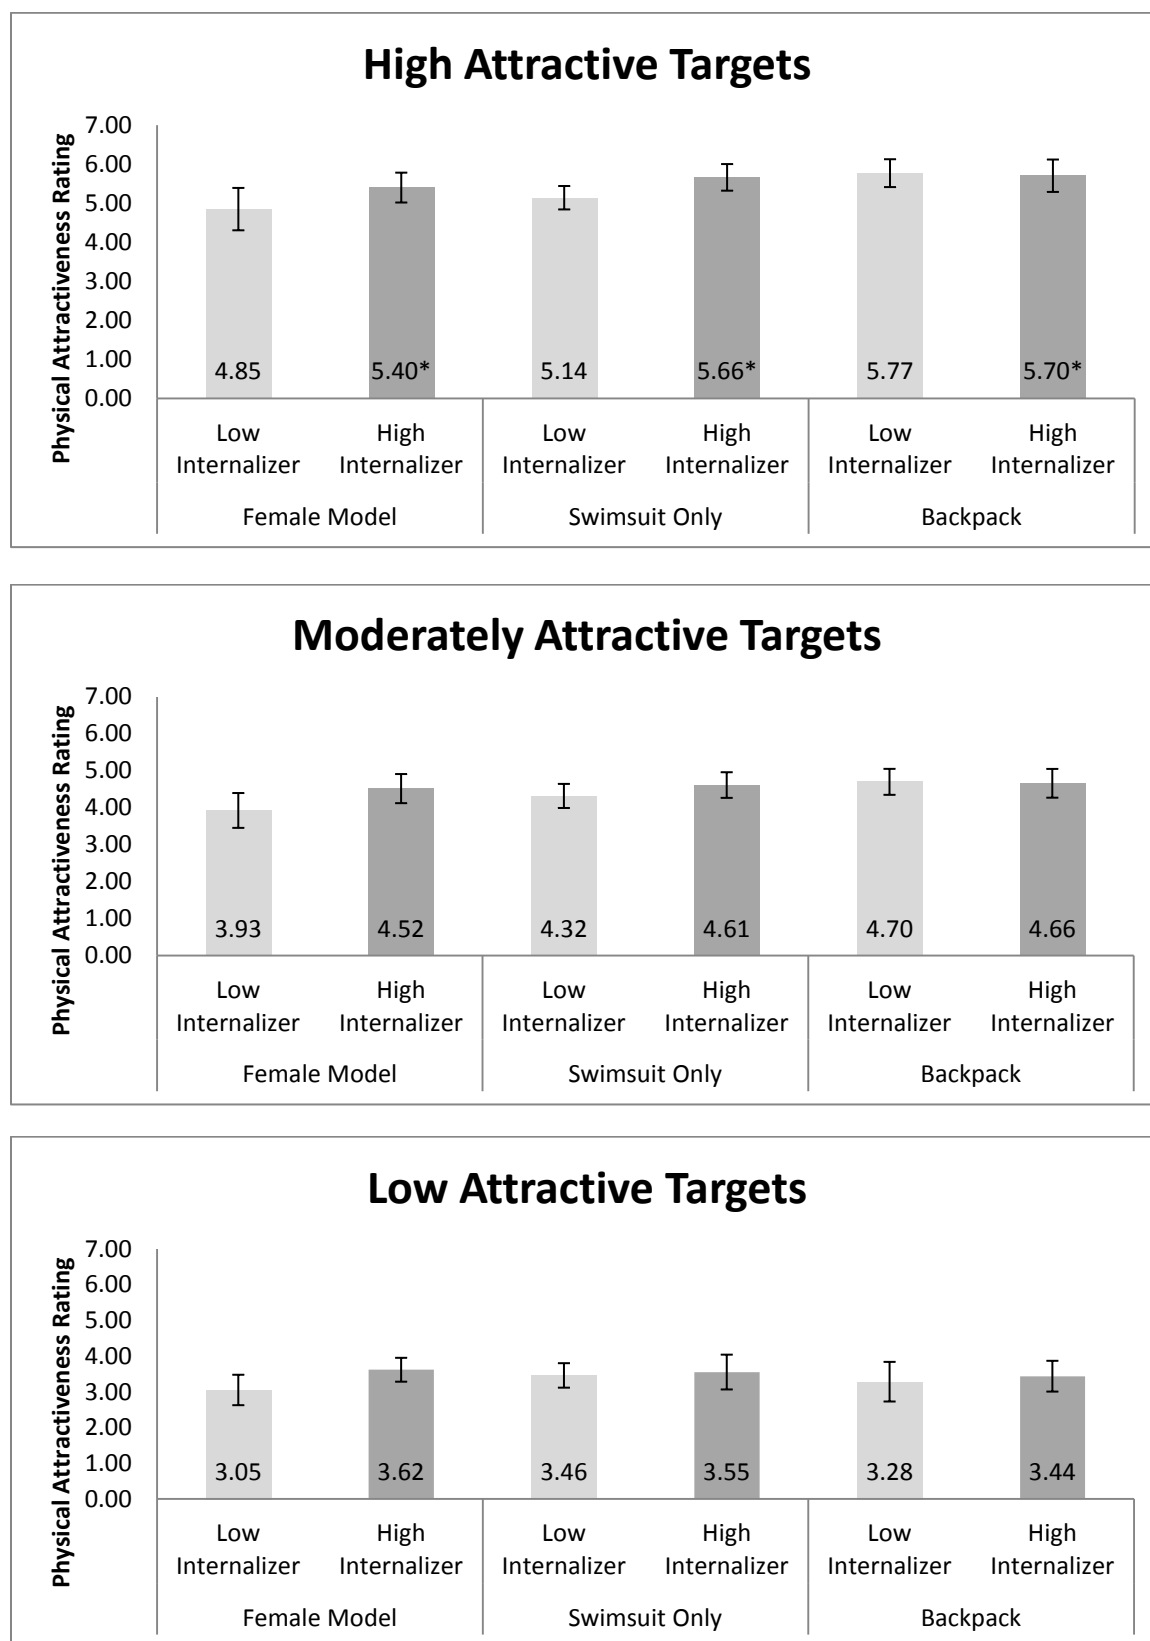 High Attractive Targets
Physical Attractiveness Rating
7.00
6.00
5.00
4.00
3.00
2.00
1.00
0.00
4.85 5.40* 5.14 5.66* 5.77 5.70*
Low High Low High Low High
Internalizer Internalizer Internalizer Internalizer Internalizer Internalizer
Female Model Swimsuit Only Backpack
Moderately Attractive Targets
Physical Attractiveness Rating
7.00
6.00
5.00
4.00
3.00
2.00
1.00
0.00
3.93 4.52 4.32 4.61 4.70 4.66
Low High Low High Low High
Internalizer Internalizer Internalizer Internalizer Internalizer Internalizer
Female Model Swimsuit Only Backpack
Low Attractive Targets
Physical Attractiveness Rating
7.00
6.00
5.00
4.00
3.00
2.00
1.00
0.00
3.05 3.62 3.46 3.55 3.28 3.44
Low High Low High Low High
Internalizer Internalizer Internalizer Internalizer Internalizer Internalizer
Female Model Swimsuit Only Backpack